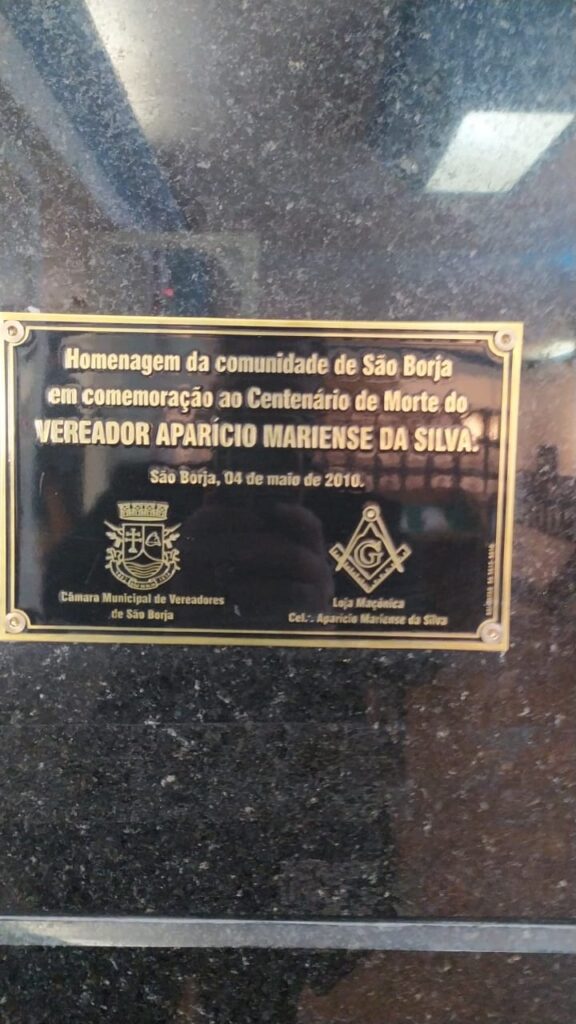 Homenagem da comunidade de São Borja
em comemoração ao Centenário de Morte do
VEREADOR APARÍCIO MARIENSE DA SILVA.
São Borja, 04 de maio de 2010.
Câmara Municipal de Vereadores
de São Borja
G
Loja Maçônica
Cel∴ Aparício Mariense da Silva